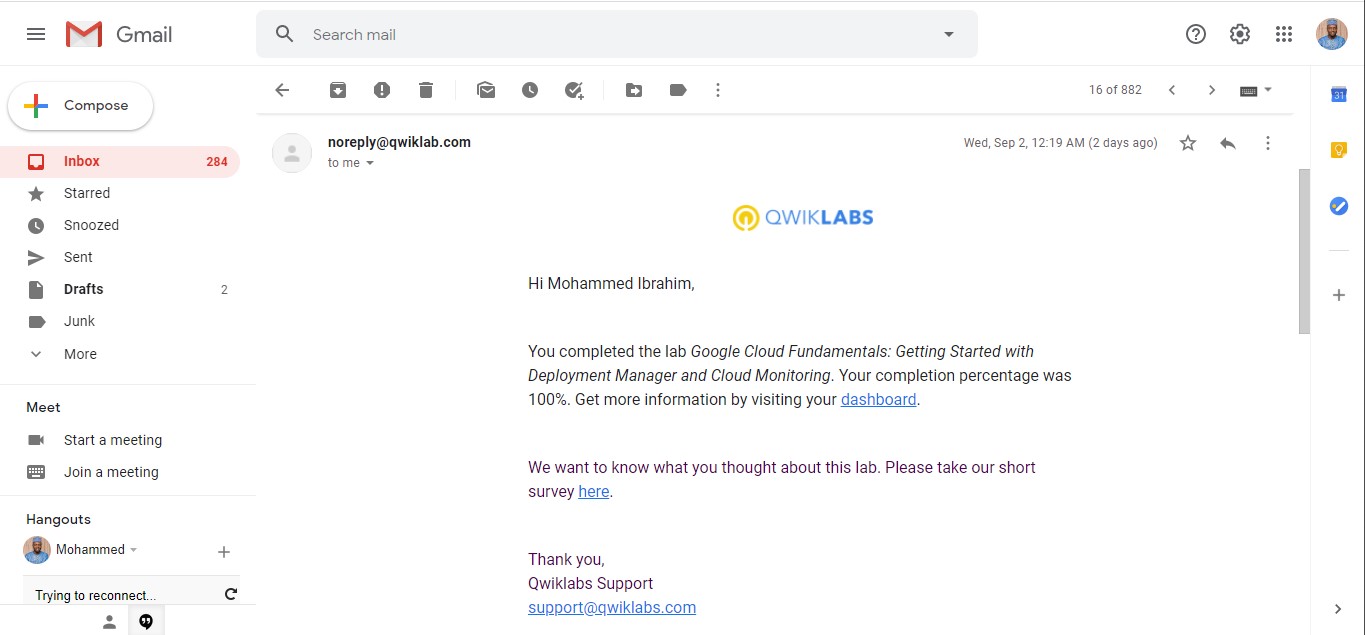 Gmail
Search mail
Compose
16 of 882
31
Inbox 284
Starred
Snoozed
Sent
Drafts 2
Junk
More
Meet
Start a meeting
Join a meeting
Hangouts
Mohammed
Trying to reconnect...
noreply@qwiklab.com
Wed, Sep 2, 12:19 AM (2 days ago)
to me
QWIKLABS
Hi Mohammed Ibrahim,
You completed the lab Google Cloud Fundamentals: Getting Started with
Deployment Manager and Cloud Monitoring. Your completion percentage was
100%. Get more information by visiting your dashboard.
We want to know what you thought about this lab. Please take our short
survey here.
Thank you,
Qwiklabs Support
support@qwiklabs.com